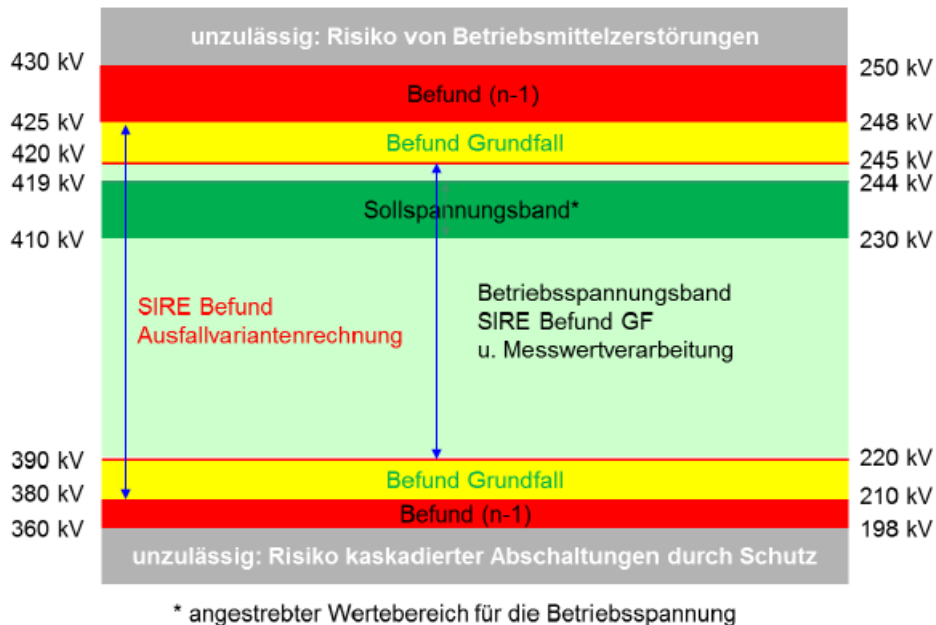 unzulässig: Risiko von Betriebsmittelzerstörungen
430 kV
250 kV
Befund (n-1)
425 kV
248 kV
Befund Grundfall
420 kV
245 kV
419 kV
244 kV
Sollspannungsband*
410 kV
230 kV
SIRE Befund
Ausfallvariantenrechnung
Betriebsspannungsband
SIRE Befund GF
u. Messwertverarbeitung
390 kV
220 kV
Befund Grundfall
380 kV
210 kV
Befund (n-1)
360 kV
198 kV
unzulässig: Risiko kaskadierter Abschaltungen durch Schutz
* angestrebter Wertebereich für die Betriebsspannung